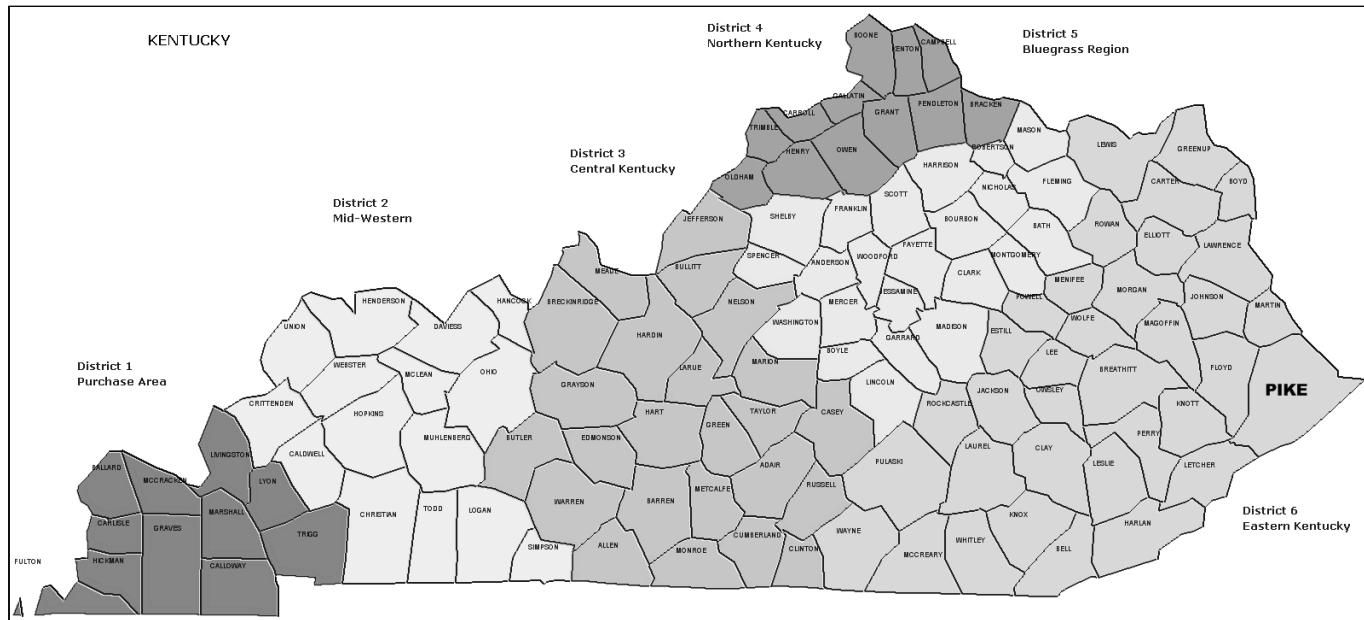 KENTUCKY
District 4
Northern Kentucky
District 5
Bluegrass Region
District 3
Central Kentucky
District 2
Mid-Western
District 1
Purchase Area
District 6
Eastern Kentucky
BOONE
KENTON
CAMPBELL
GALLATIN
CARROLL
TRIMBLE
GRANT
PENDLETON
BRACKEN
HENRY
OWEN
OLDHAM
MASON
LEWIS
GREENUP
ROBERTSON
HARRISON
NICHOLAS
FLEMING
CARTER
BOYD
SCOTT
JEFFERSON
SHELBY
FRANKLIN
BOURBON
BATH
ROWAN
ELLIOTT
LAWRENCE
SPENCER
ANDERSON
WOODFORD
FAYETTE
MONTGOMERY
CLARK
MENIFEE
MORGAN
BULLITT
MEADE
BRECKINRIDGE
NELSON
MERCER
JESSAMINE
POWELL
WOLFE
JOHNSON
MARTIN
MAGOFFIN
HANCOCK
HENDERSON
UNION
DAVIESS
HARDIN
WASHINGTON
MADISON
ESTILL
GARRARD
BOYLE
LEE
WEBSTER
MCLEAN
OHIO
LARUE
MARION
BREATHITT
FLOYD
PIKE
GRAYSON
LINCOLN
JACKSON
OWSLEY
ROCKCASTLE
KNOTT
CRITTENDEN
HOPKINS
HART
TAYLOR
CASEY
GREEN
PERRY
MUHLENBERG
BUTLER
EDMONSON
CALDWELL
LIVINGSTON
LYON
LAUREL
CLAY
LESLIE
LETCHER
PULASKI
ADAIR
RUSSELL
BALLARD
MCCRACKEN
METCALFE
BARREN
WARREN
MARSHALL
CHRISTIAN
TODD
LOGAN
CARLISLE
GRAVES
TRIGG
KNOX
HARLAN
CUMBERLAND
WAYNE
SIMPSON
ALLEN
MONROE
CLINTON
MCCREARY
WHITLEY
BELL
FULTON
HICKMAN
CALLOWAY